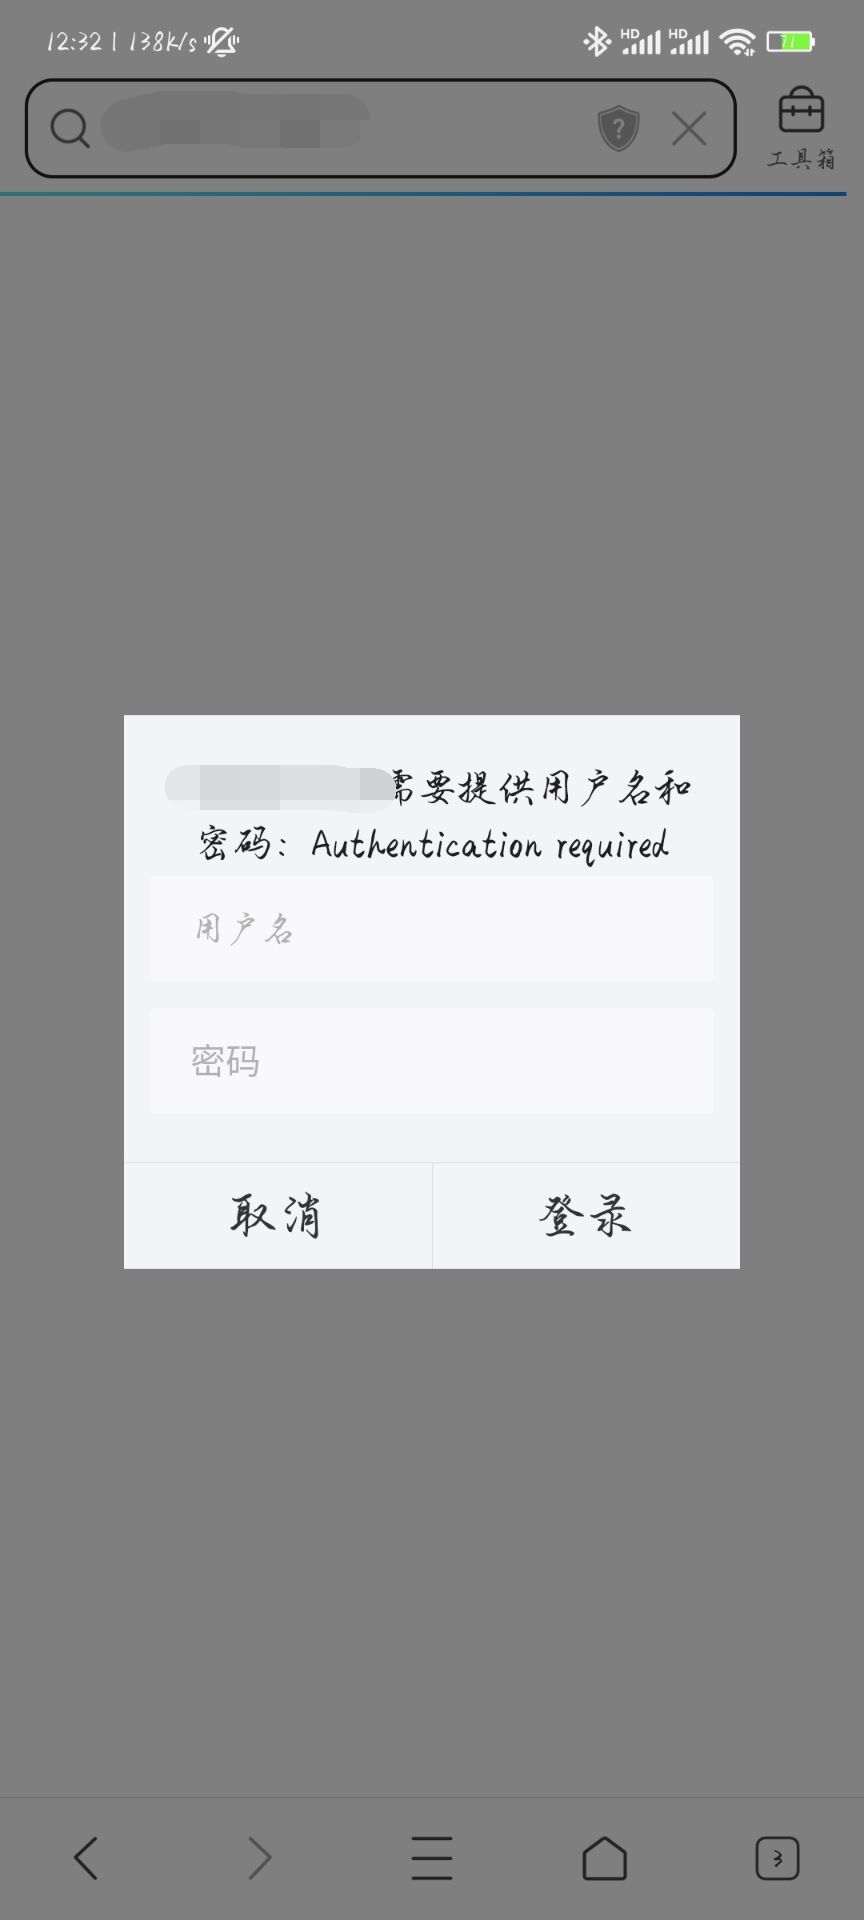 12:32 | 138K/s
HD HD 71
工具箱
需要提供用户名和
密码：Authentication required
用户名
密码
取消 登录
3